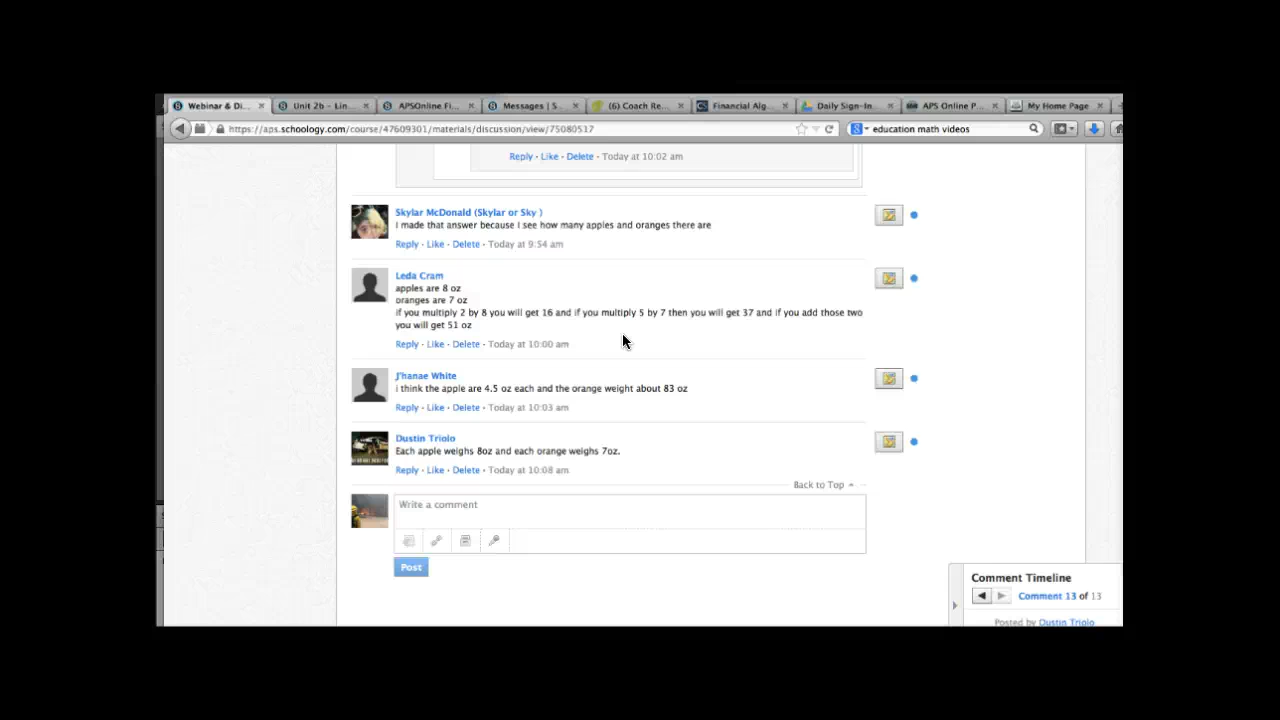 Webinar & Di...
Unit 2b - Lin...
APSOnline Fi...
Messages | S...
(6) Coach Re...
Financial Alg...
Daily Sign-In...
APS Online P...
My Home Page
https://aps.schoology.com/course/47609301/materials/discussion/view/75080517
education math videos
Reply · Like · Delete · Today at 10:02 am
Skylar McDonald (Skylar or Sky )
I made that answer because I see how many apples and oranges there are
Reply · Like · Delete · Today at 9:54 am
Leda Cram
apples are 8 oz
oranges are 7 oz
if you multiply 2 by 8 you will get 16 and if you multiply 5 by 7 then you will get 37 and if you add those two
you will get 51 oz
Reply · Like · Delete · Today at 10:00 am
J'hanae White
i think the apple are 4.5 oz each and the orange weight about 83 oz
Reply · Like · Delete · Today at 10:03 am
Dustin Triolo
Each apple weighs 8oz and each orange weighs 7oz.
Reply · Like · Delete · Today at 10:08 am
Back to Top
Write a comment
Post
Comment Timeline
Comment 13 of 13
Posted by Dustin Triolo